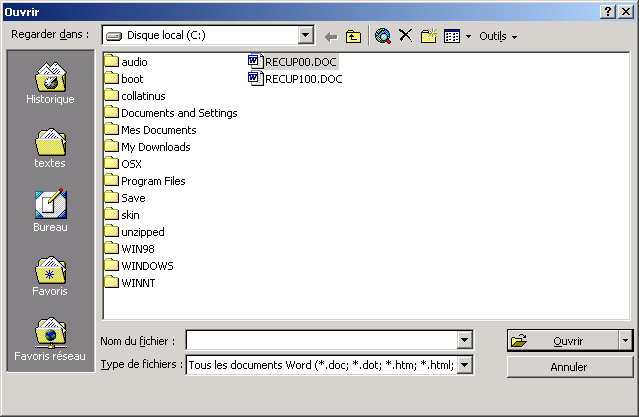 Ouvrir
Regarder dans : Disque local (C:) Outils
Historique
textes
Bureau
Favoris
Favoris réseau
audio
boot
collatinus
Documents and Settings
Mes Documents
My Downloads
OSX
Program Files
Save
skin
unzipped
WIN98
WINDOWS
WINNT
RECUP00.DOC
RECUP100.DOC
Nom du fichier :
Ouvrir
Type de fichiers : Tous les documents Word (*.doc; *.dot; *.htm; *.html;
Annuler